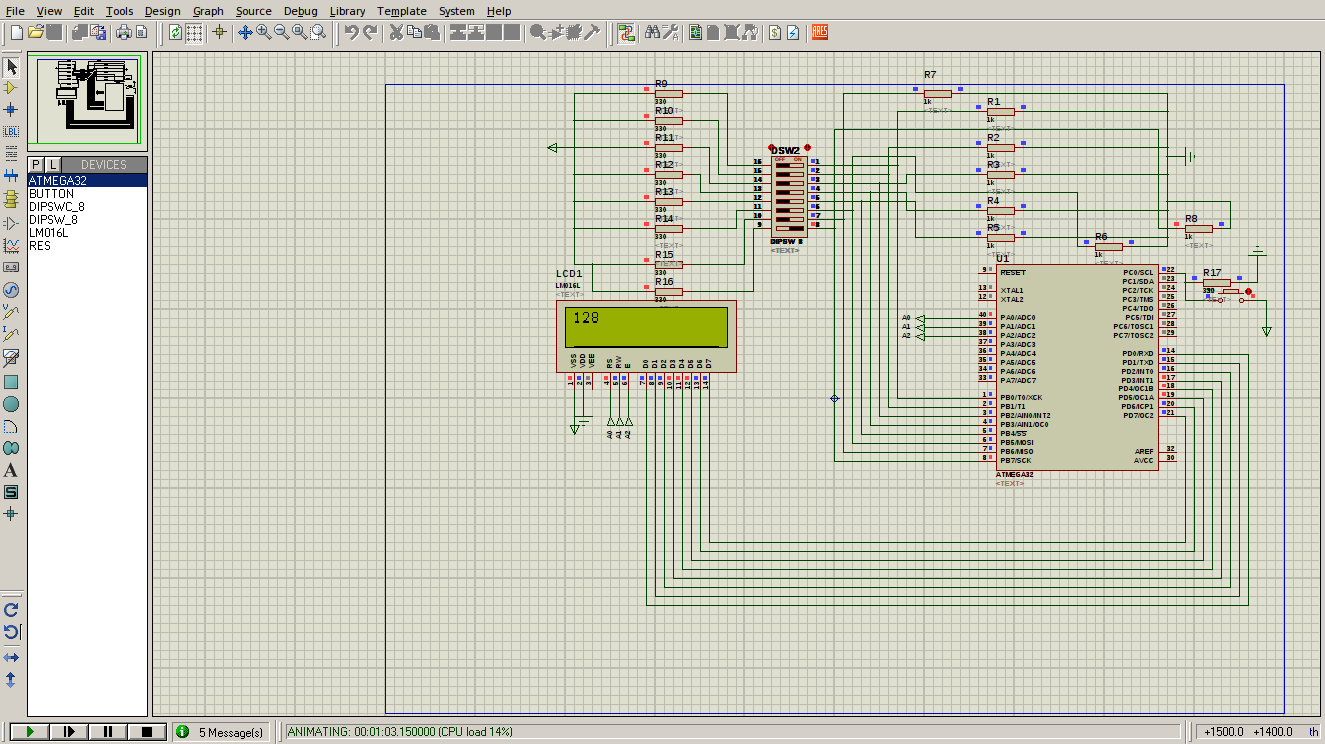 File View Edit Tools Design Graph Source Debug Library Template System Help
ARES
LBL
P L DEVICES
ATMEGA32
BUTTON
DIPSWC_8
DIPSW_8
LM016L
RES
A
S
R9
330
R10
330
R11
330
R12
330
R13
330
R14
330
<TEXT>
R15
330
R16
330
DSW2
OFF ON
16 1
15 2
14 3
13 4
12 5
11 6
10 7
9 8
DIPSW_8
<TEXT>
R7
1k
<TEXT>
R1
1k
<TEXT>
R2
1k
<TEXT>
R3
1k
R4
1k
<TEXT>
R5
1k
<TEXT>
R6
1k
<TEXT>
R8
1k
<TEXT>
R17
330
LCD1
LM016L
<TEXT>
128
VSS VDD VEE RS RW E D0 D1 D2 D3 D4 D5 D6 D7
1 2 3 4 5 6 7 8 9 10 11 12 13 14
A0 A1 A2
A0
A1
A2
U1
9 RESET PC0/SCL 22
PC1/SDA 23
13 XTAL1 PC2/TCK 24
12 XTAL2 PC3/TMS 25
PC4/TDO 26
40 PA0/ADC0 PC5/TDI 27
39 PA1/ADC1 PC6/TOSC1 28
38 PA2/ADC2 PC7/TOSC2 29
37 PA3/ADC3
36 PA4/ADC4 PD0/RXD 14
35 PA5/ADC5 PD1/TXD 15
34 PA6/ADC6 PD2/INT0 16
33 PA7/ADC7 PD3/INT1 17
PD4/OC1B 18
1 PB0/T0/XCK PD5/OC1A 19
2 PB1/T1 PD6/ICP1 20
3 PB2/AIN0/INT2 PD7/OC2 21
4 PB3/AIN1/OC0
5 PB4/SS
6 PB5/MOSI
7 PB6/MISO AREF 32
8 PB7/SCK AVCC 30
ATMEGA32
<TEXT>
5 Message(s)
ANIMATING: 00:01:03.150000 (CPU load 14%)
+1500.0 +1400.0 th